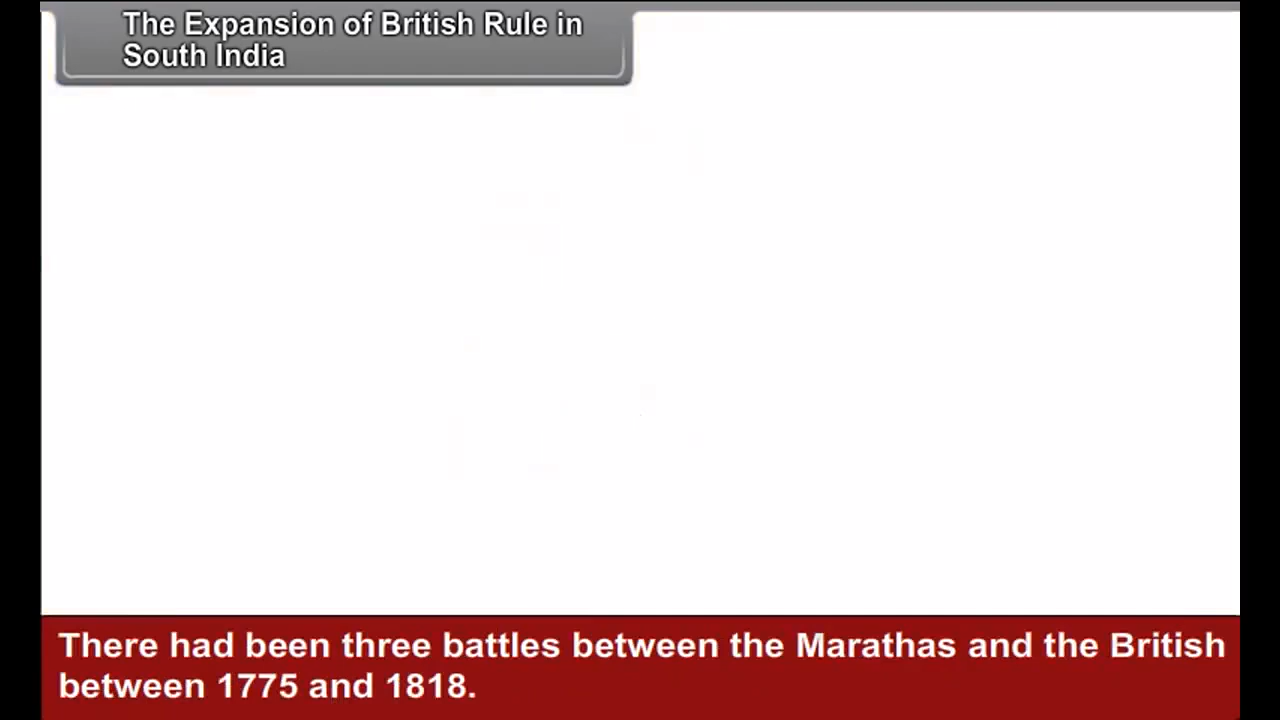 The Expansion of British Rule in
South India
There had been three battles between the Marathas and the British
between 1775 and 1818.